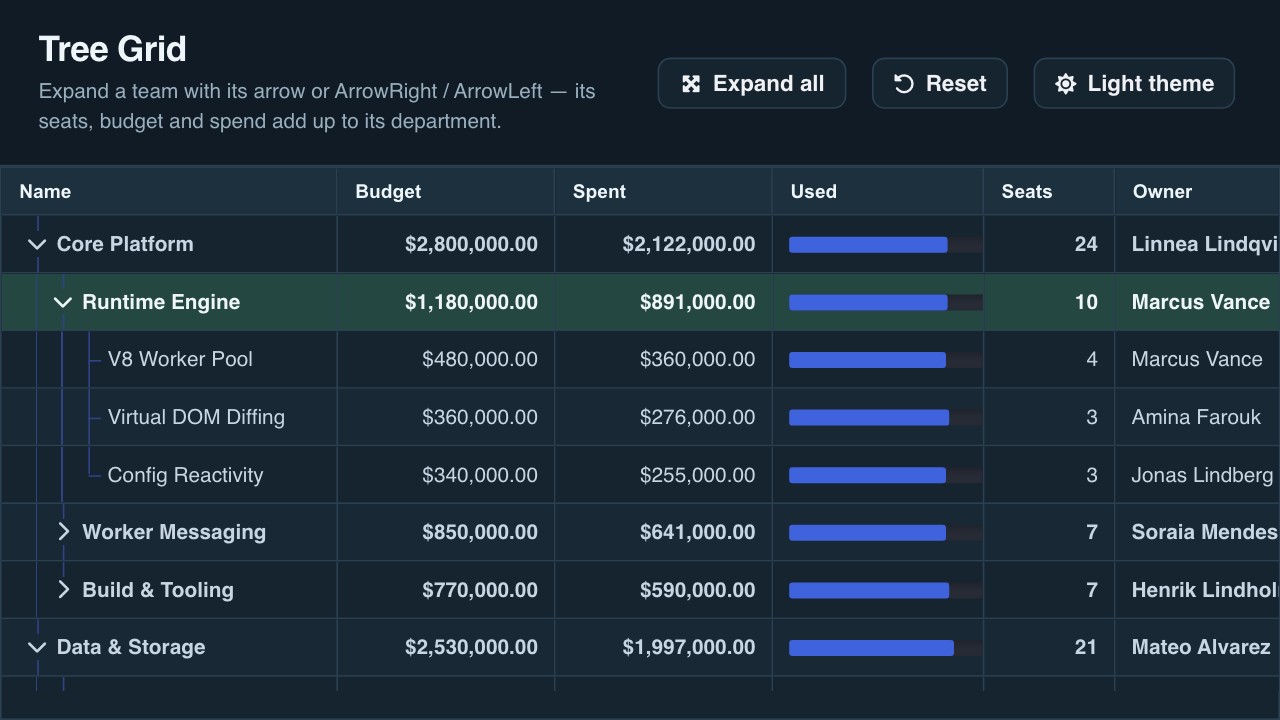 Tree Grid
Expand a team with its arrow or ArrowRight / ArrowLeft — its
seats, budget and spend add up to its department.
Expand all
Reset
Light theme
Name Budget Spent Used Seats Owner
Core Platform $2,800,000.00 $2,122,000.00 24 Linnea
Runtime Engine $1,180,000.00 $891,000.00 10 Marcus Vance
V8 Worker Pool $480,000.00 $360,000.00 4 Marcus Vance
Virtual DOM Diffing $360,000.00 $276,000.00 3 Amina Farouk
Config Reactivity $340,000.00 $255,000.00 3 Jonas Lindberg
Worker Messaging $850,000.00 $641,000.00 7 Soraia Mendes
Build & Tooling $770,000.00 $590,000.00 7 Henrik
Data & Storage $2,530,000.00 $1,997,000.00 21 Mateo Alvarez